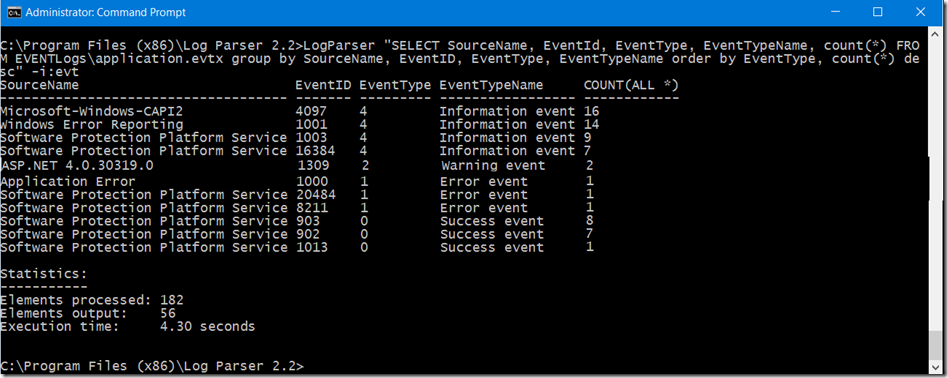 Administrator: Command Prompt
C:\Program Files (x86)\Log Parser 2.2>LogParser "SELECT SourceName, EventId, EventType, EventTypeName, count(*) FRO
M EVENTLogs\application.evtx group by SourceName, EventID, EventType, EventTypeName order by EventType, count(*) de
sc" -i:evt
SourceName EventID EventType EventTypeName COUNT(ALL *)
----------------------------------- ------- --------- ----------------- ------------
Microsoft-Windows-CAPI2 4097 4 Information event 16
Windows Error Reporting 1001 4 Information event 14
Software Protection Platform Service 1003 4 Information event 9
Software Protection Platform Service 16384 4 Information event 7
ASP.NET 4.0.30319.0 1309 2 Warning event 2
Application Error 1000 1 Error event 1
Software Protection Platform Service 20484 1 Error event 1
Software Protection Platform Service 8211 1 Error event 1
Software Protection Platform Service 903 0 Success event 8
Software Protection Platform Service 902 0 Success event 7
Software Protection Platform Service 1013 0 Success event 1
Statistics:
-----------
Elements processed: 182
Elements output: 56
Execution time: 4.30 seconds
C:\Program Files (x86)\Log Parser 2.2>